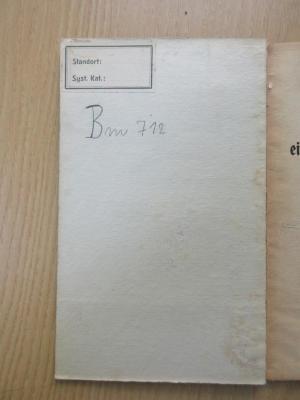 Standort:
Syst. Kat.:
Bm 712
ei